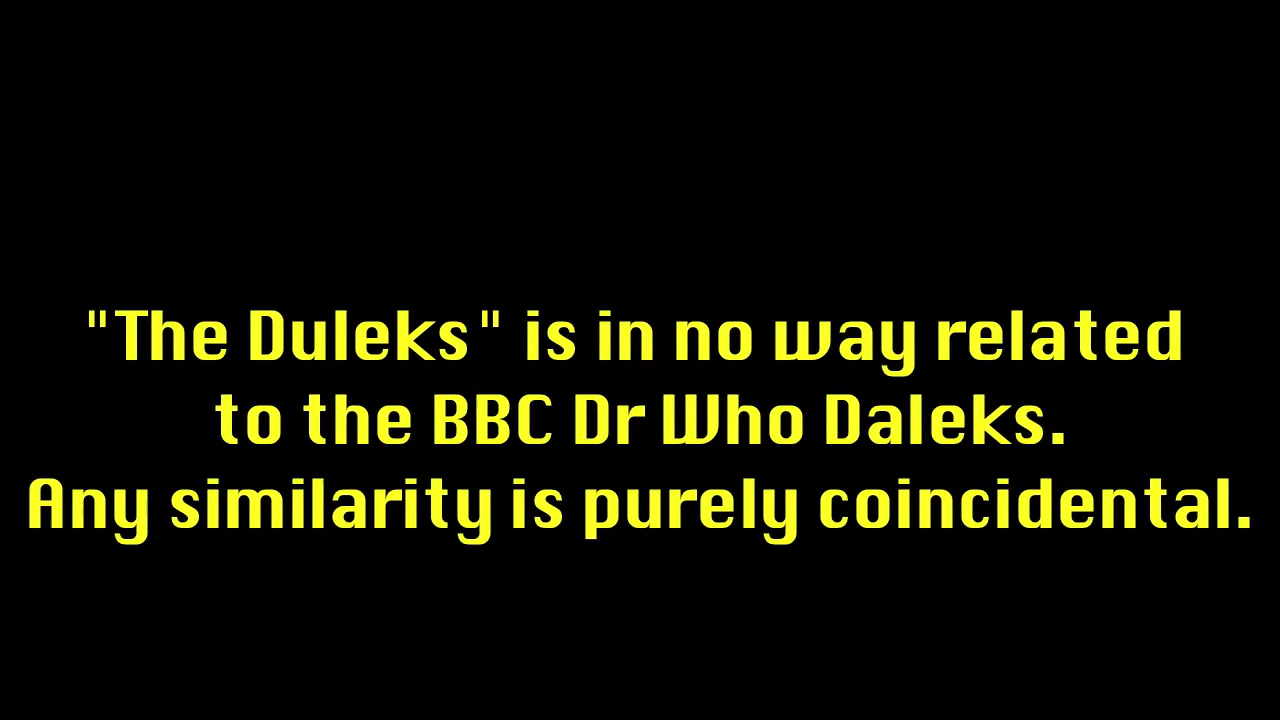 "The Duleks" is in no way related
to the BBC Dr Who Daleks.
Any similarity is purely coincidental.